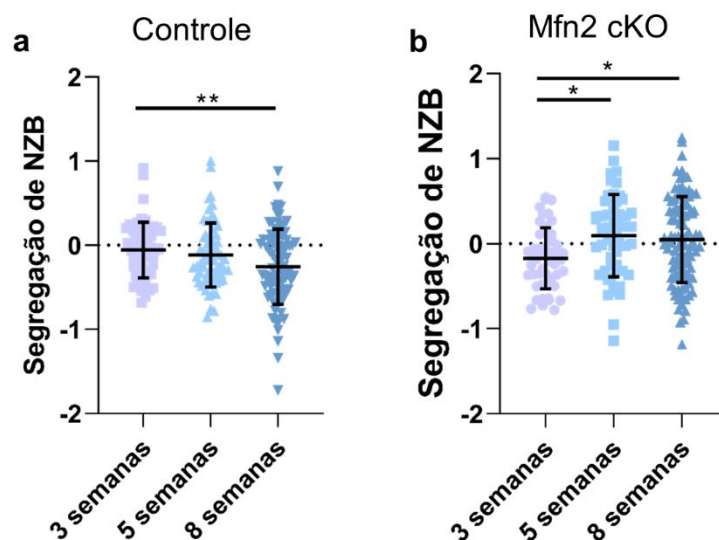 a
Controle
Segregação de NZB
2
1
0
-1
-2
**
3 semanas
5 semanas
8 semanas
b
Mfn2 cKO
Segregação de NZB
2
1
0
-1
-2
*
*
3 semanas
5 semanas
8 semanas